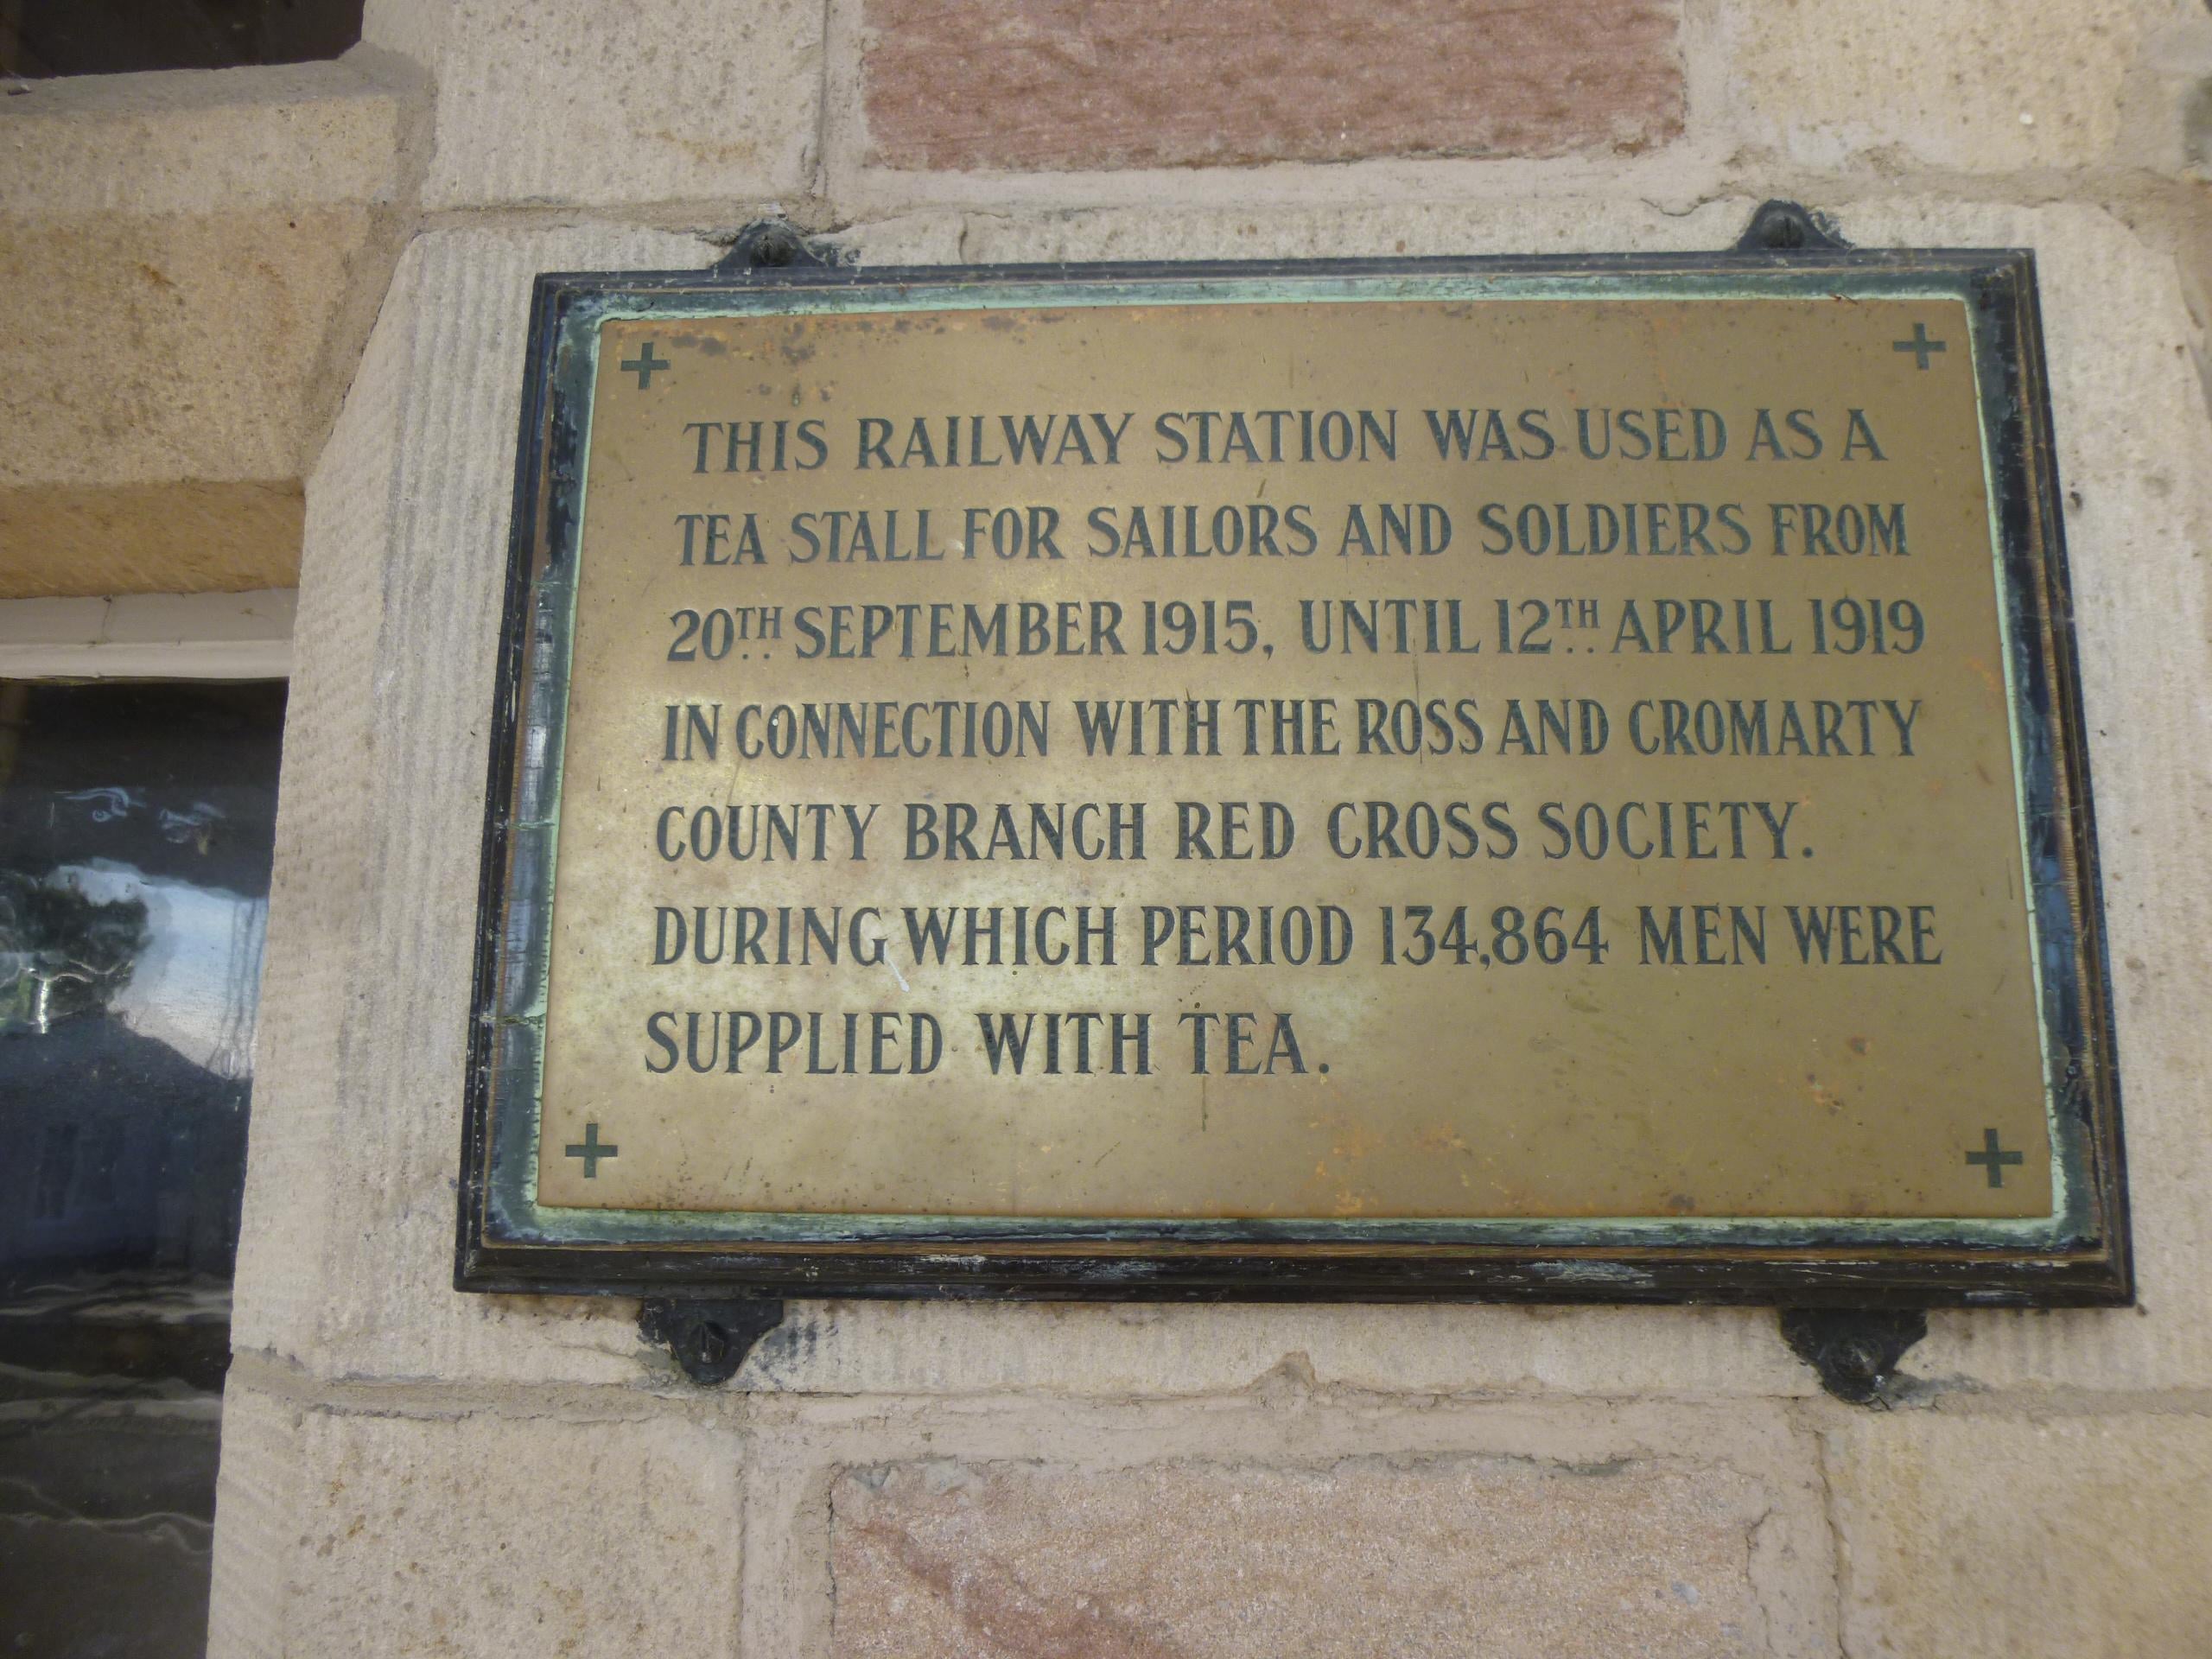 THIS RAILWAY STATION WAS USED AS A
TEA STALL FOR SAILORS AND SOLDIERS FROM
20TH SEPTEMBER 1915, UNTIL 12TH APRIL 1919
IN CONNECTION WITH THE ROSS AND CROMARTY
COUNTY BRANCH RED CROSS SOCIETY.
DURING WHICH PERIOD 134,864 MEN WERE
SUPPLIED WITH TEA.